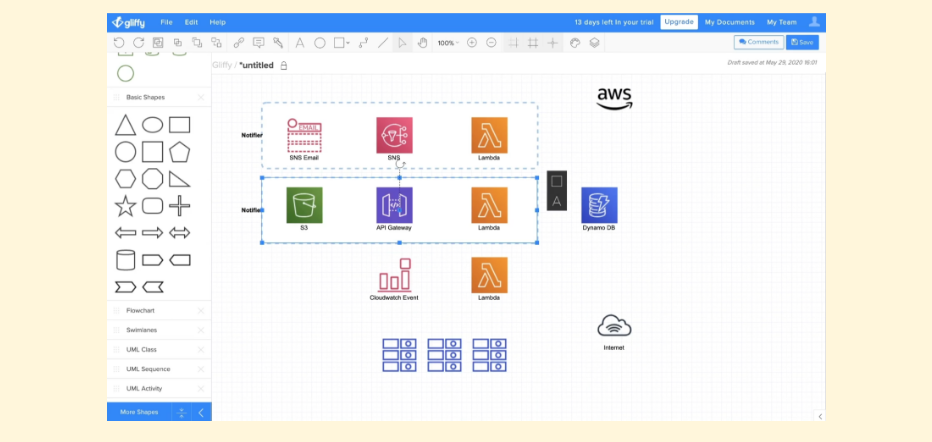 gliffy File Edit Help 13 days left in your trial Upgrade My Documents My Team
100% Comments Save
Gliffy / *untitled Draft saved at May 29, 2020 16:01
Basic Shapes
Flowchart
Swimlanes
UML Class
UML Sequence
UML Activity
More Shapes
aws
Notifier
EMAIL
SNS Email SNS Lambda
Notifier
S3 API Gateway Lambda Dynamo DB
Cloudwatch Event Lambda
Internet